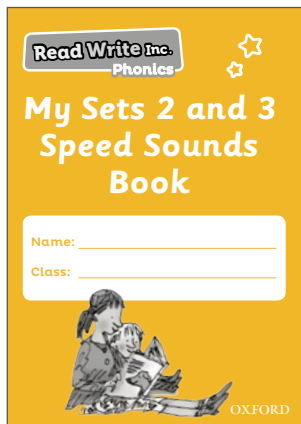 Read Write Inc.
Phonics
My Sets 2 and 3
Speed Sounds
Book
Name:
Class:
OXFORD